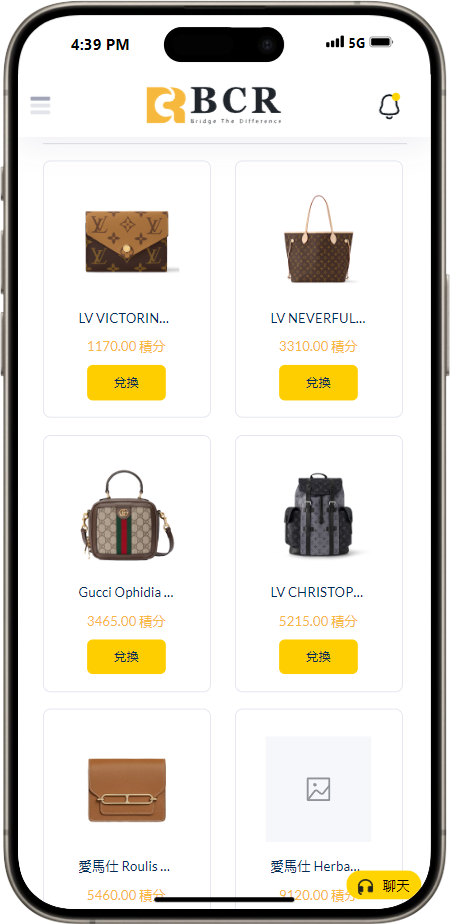 4:39 PM
5G
BCR
Bridge The Difference
LV VICTORIN...
LV NEVERFUL...
1170.00 積分
3310.00 積分
兌換
兌換
Gucci Ophidia ...
LV CHRISTOP...
3465.00 積分
5215.00 積分
兌換
兌換
愛馬仕 Roulis ...
愛馬仕 Herba...
5460.00 積分
9120.00 積分
聊天